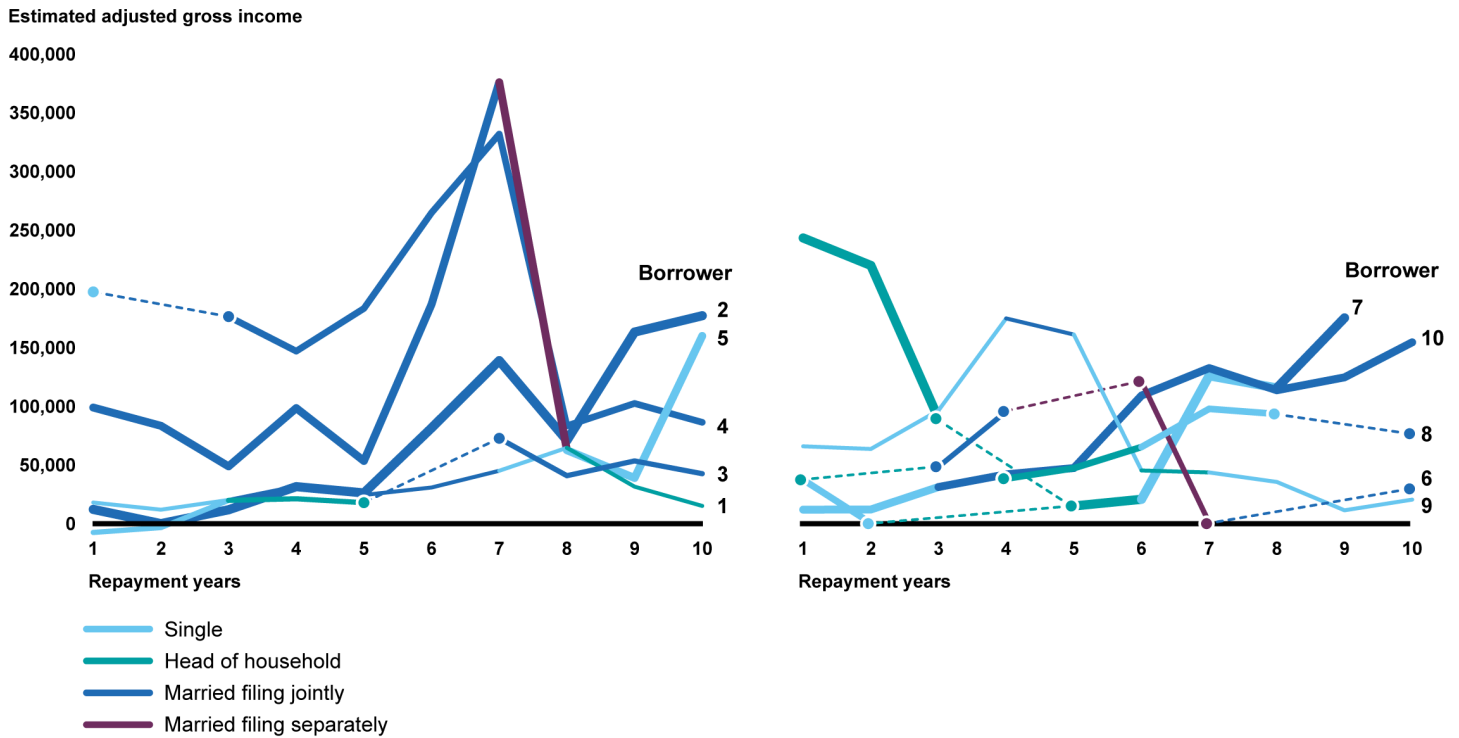 Estimated adjusted gross income
400,000
350,000
300,000
250,000
200,000
150,000
100,000
50,000
0
Borrower
2
5
4
3
1
1 2 3 4 5 6 7 8 9 10
Repayment years
Borrower
7
10
8
6
9
1 2 3 4 5 6 7 8 9 10
Repayment years
Single
Head of household
Married filing jointly
Married filing separately